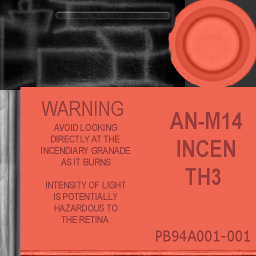 WARNING
AVOID LOOKING
DIRECTLY AT THE
INCENDIARY GRANADE
AS IT BURNS
INTENSITY OF LIGHT
IS POTENTIALLY
HAZARDOUS TO
THE RETINA
AN-M14
INCEN
TH3
PB94A001-001